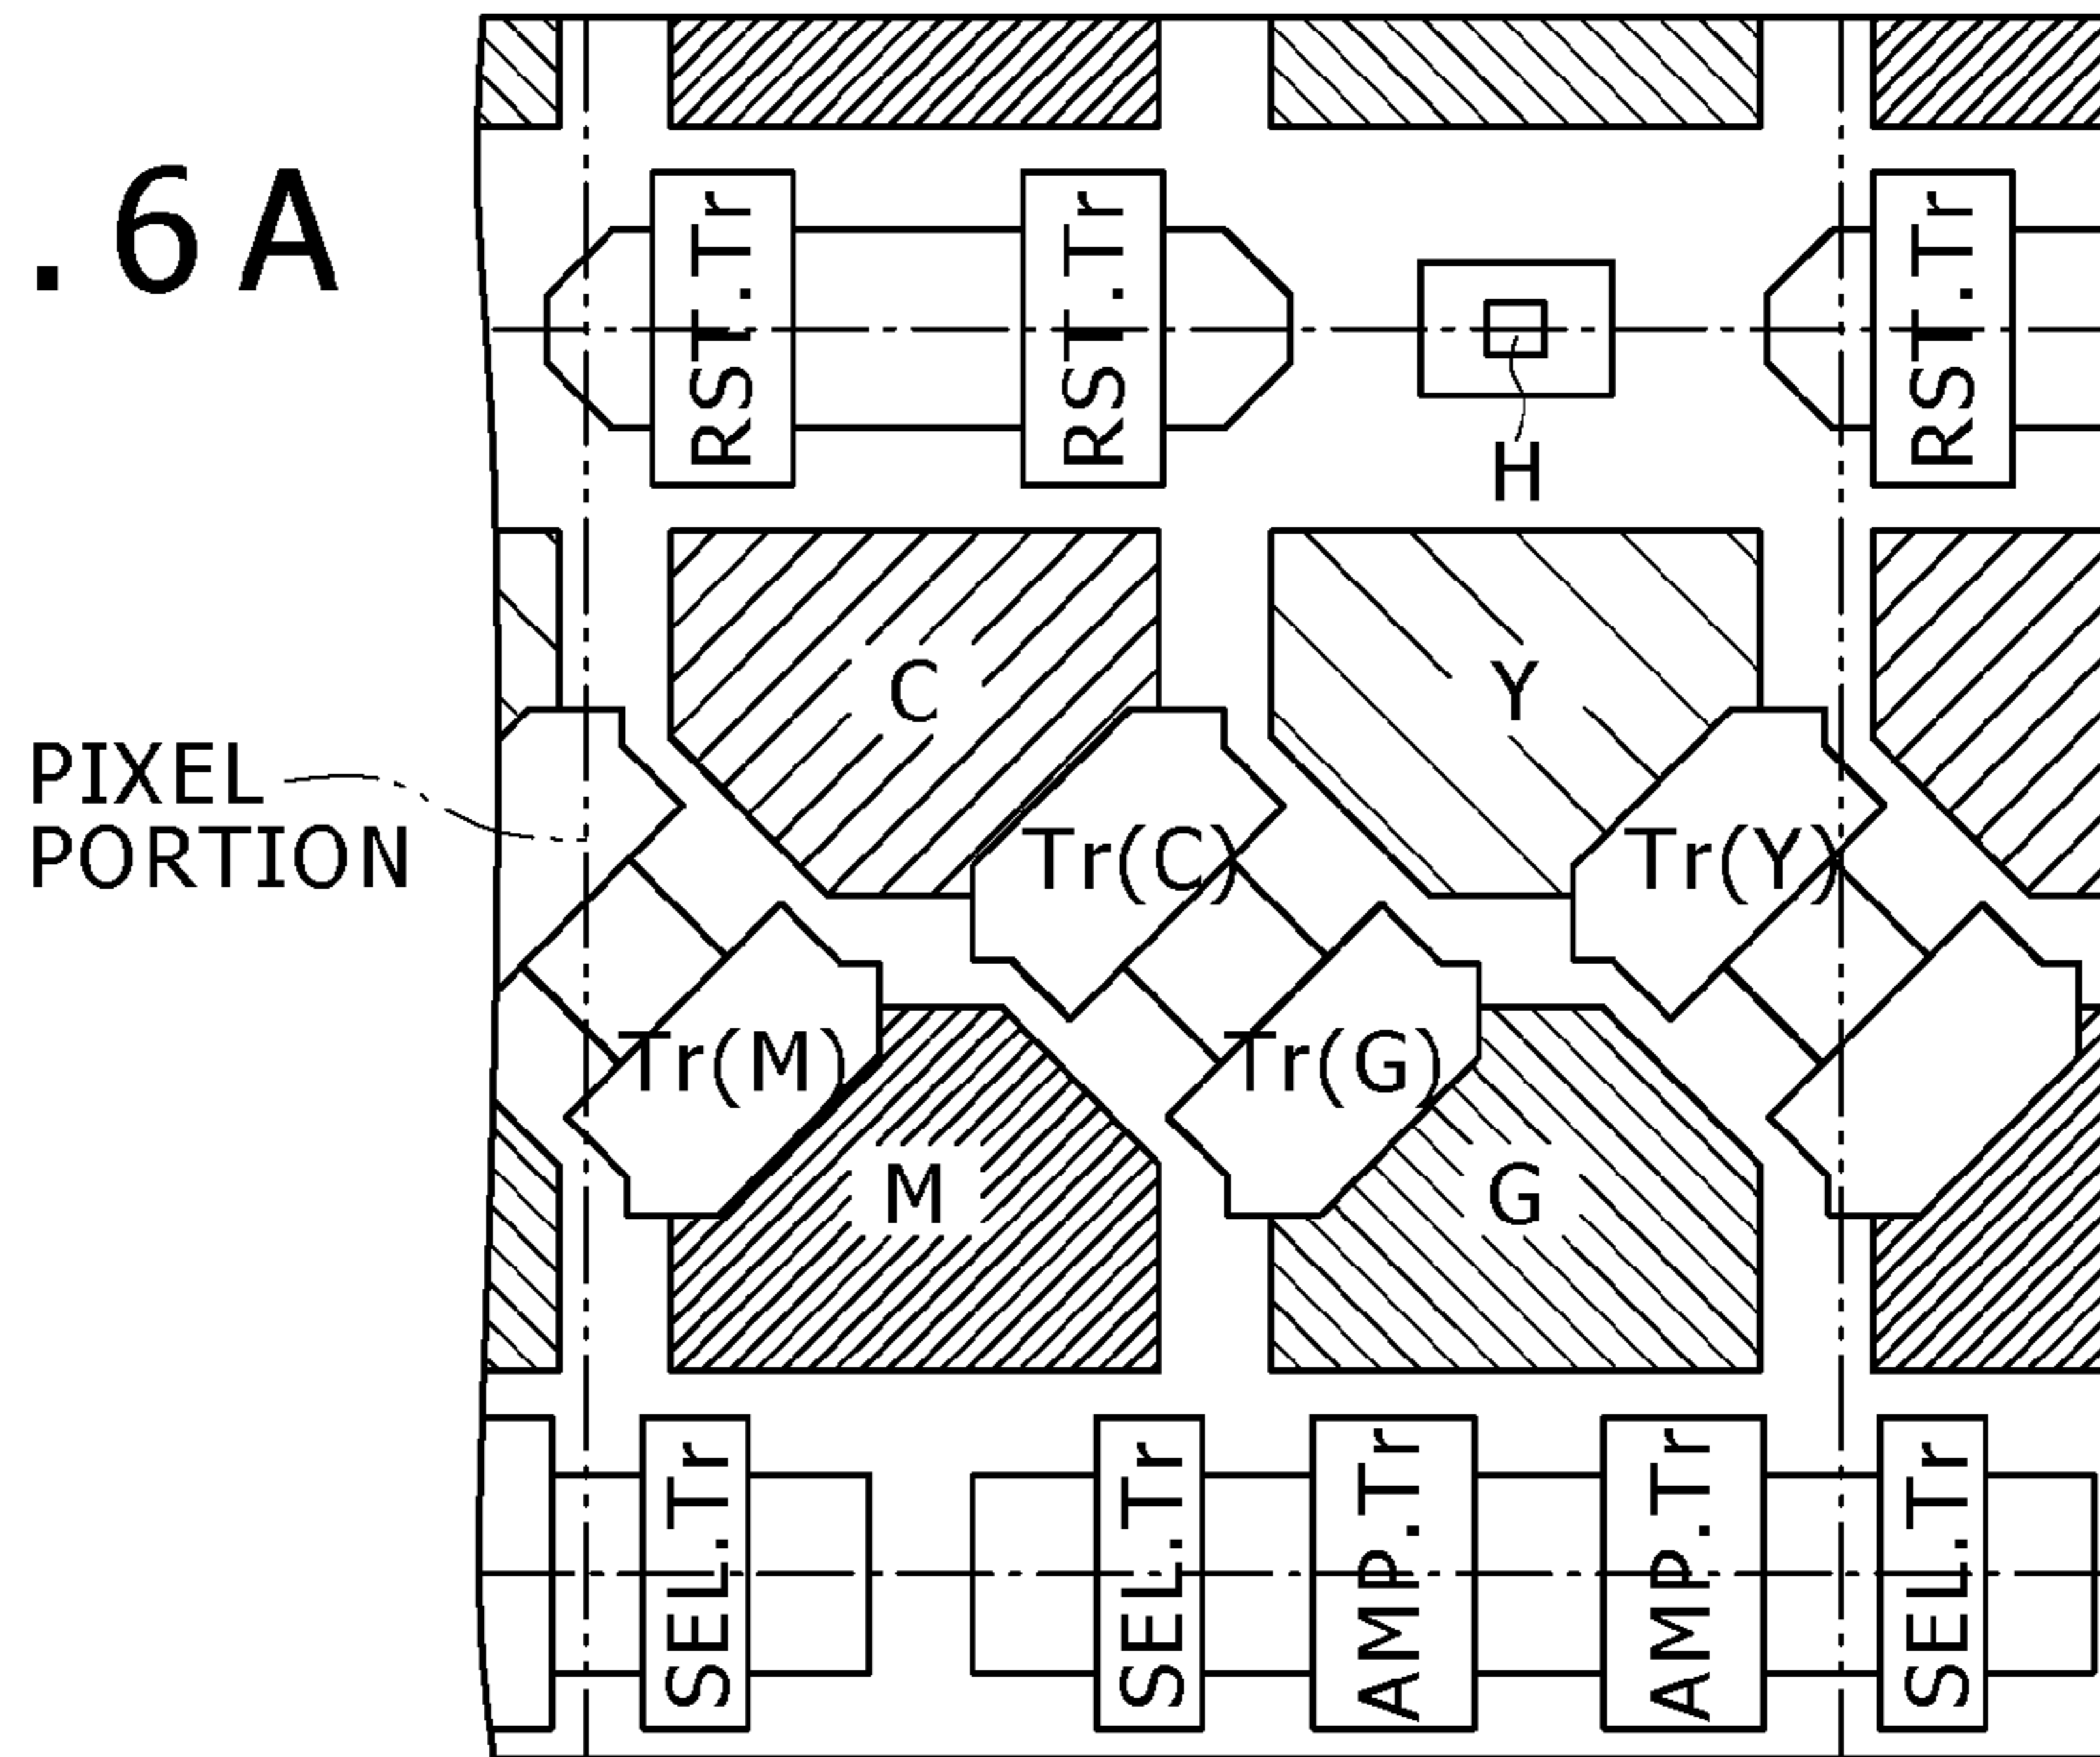 .6A
RST.Tr
RST.Tr
RST.Tr
H
C
Y
PIXEL
PORTION
Tr(C)
Tr(Y)
Tr(M)
Tr(G)
M
G
SEL.Tr
SEL.Tr
AMP.Tr
AMP.Tr
SEL.Tr